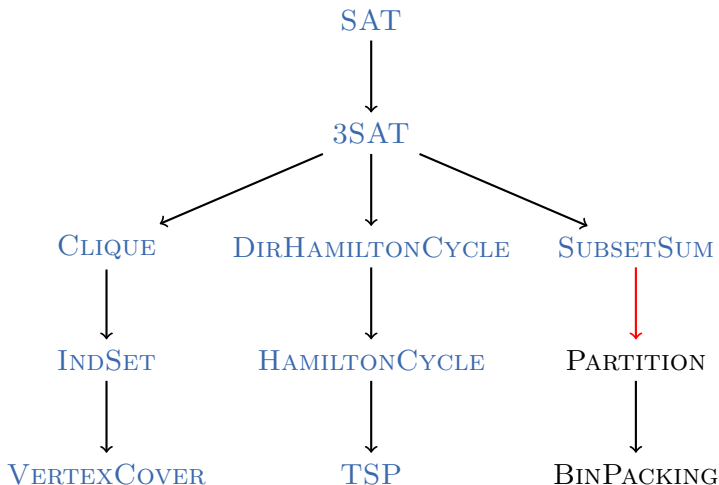 SAT
3SAT
CLIQUE DIRHAMILTONCYCLE SUBSETSUM
INDSET HAMILTONCYCLE PARTITION
VERTEXCOVER TSP BINPACKING